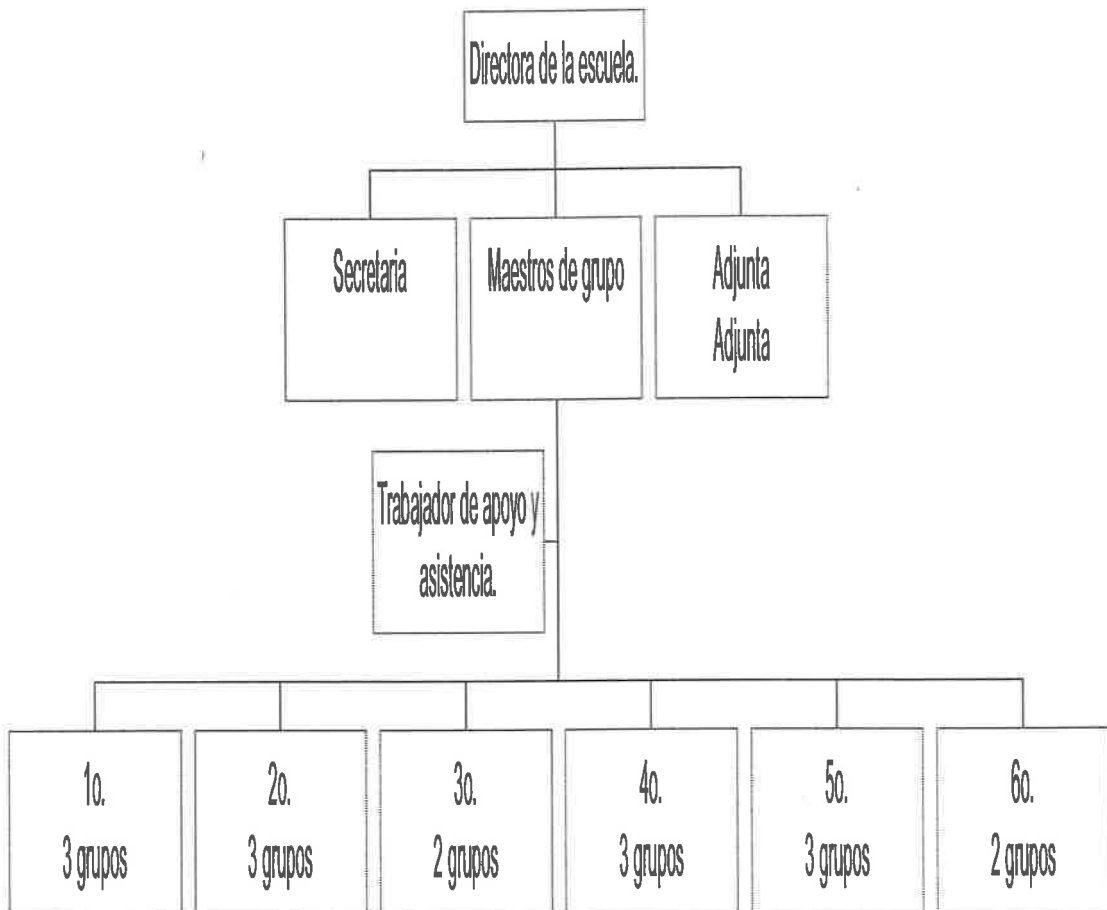 Directora de la escuela.
Secretaria
Maestros de grupo
Adjunta
Adjunta
Trabajador de apoyo y
asistencia.
1o.
3 grupos
2o.
3 grupos
3o.
2 grupos
4o.
3 grupos
5o.
3 grupos
6o.
2 grupos